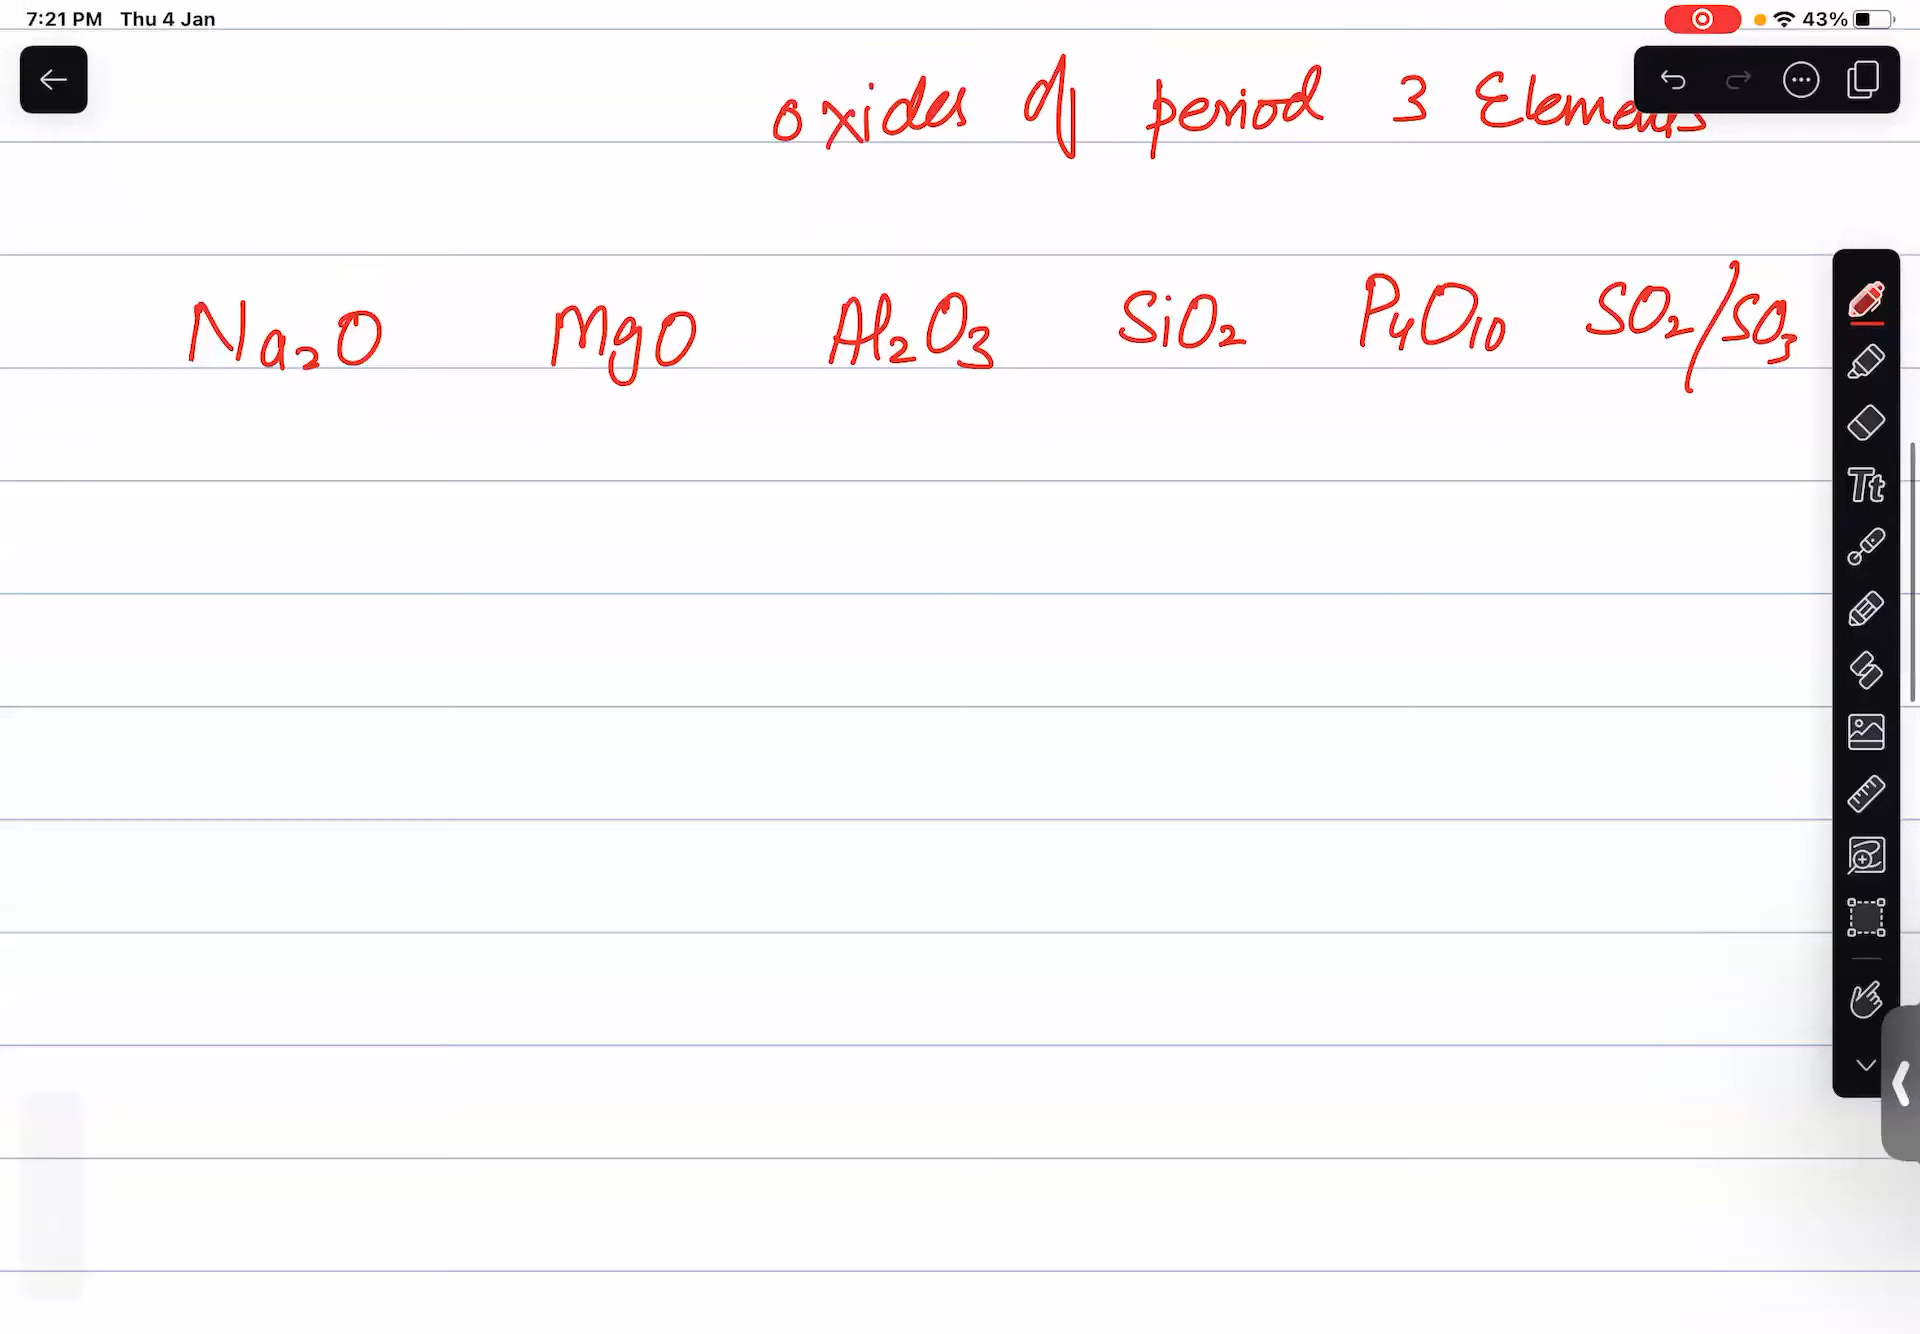 7:21 PM Thu 4 Jan 43%
oxides of period 3 Elements
Na₂O MgO Al₂O₃ SiO₂ P₄O₁₀ SO₂/SO₃
Tt